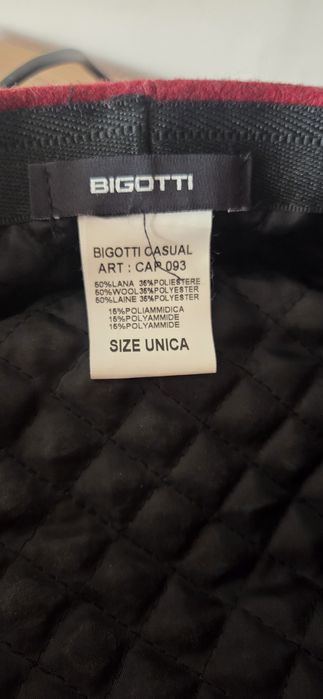 BIGOTTI
BIGOTTI CASUAL
ART : CAP 093
50%LANA 35%POLIESTERE
50%WOOL 35%POLYESTER
50%LAINE 35%POLYESTER
15%POLIAMMIDICA
15%POLYAMMIDE
15%POLYAMMIDE
SIZE UNICA